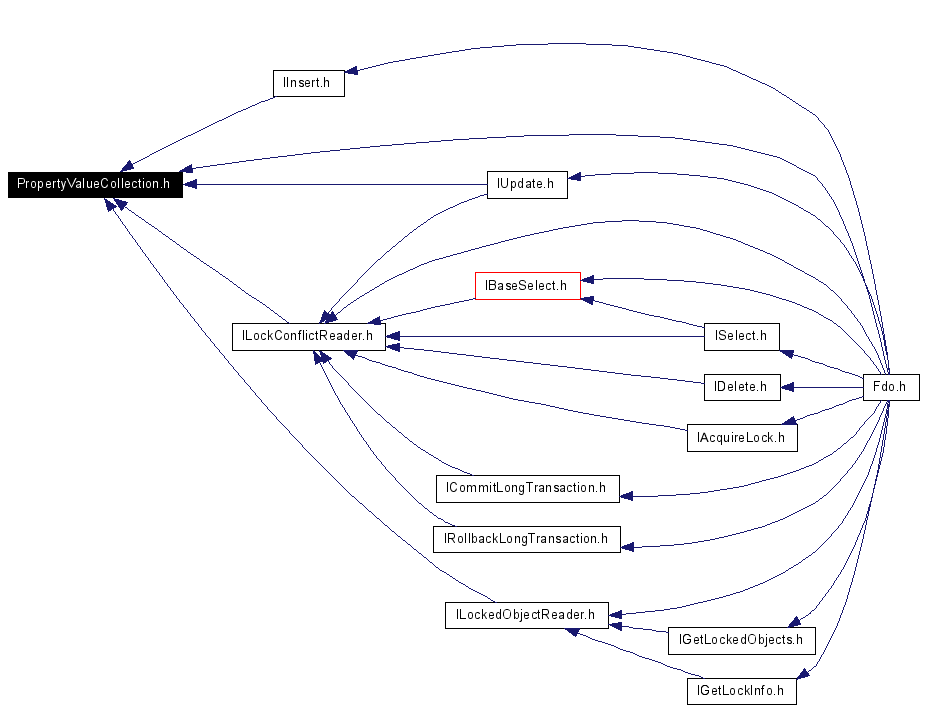 IInsert.h
PropertyValueCollection.h
IUpdate.h
IBaseSelect.h
ILockConflictReader.h
ISelect.h
IDelete.h
Fdo.h
IAcquireLock.h
ICommitLongTransaction.h
IRollbackLongTransaction.h
ILockedObjectReader.h
IGetLockedObjects.h
IGetLockInfo.h